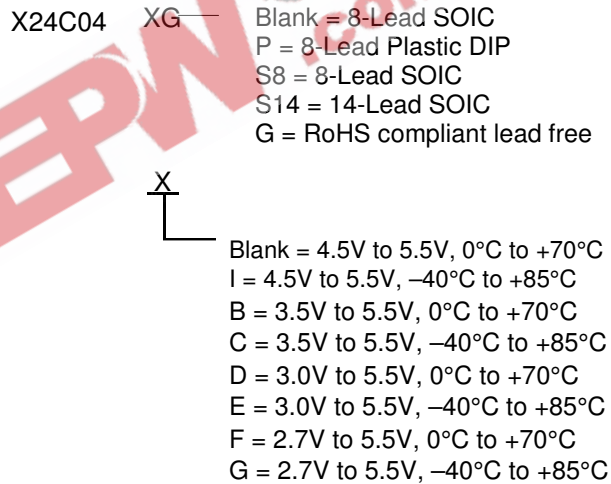 X24C04 XG Blank = 8-Lead SOIC
P = 8-Lead Plastic DIP
S8 = 8-Lead SOIC
S14 = 14-Lead SOIC
G = RoHS compliant lead free
X
Blank = 4.5V to 5.5V, 0°C to +70°C
I = 4.5V to 5.5V, –40°C to +85°C
B = 3.5V to 5.5V, 0°C to +70°C
C = 3.5V to 5.5V, –40°C to +85°C
D = 3.0V to 5.5V, 0°C to +70°C
E = 3.0V to 5.5V, –40°C to +85°C
F = 2.7V to 5.5V, 0°C to +70°C
G = 2.7V to 5.5V, –40°C to +85°C